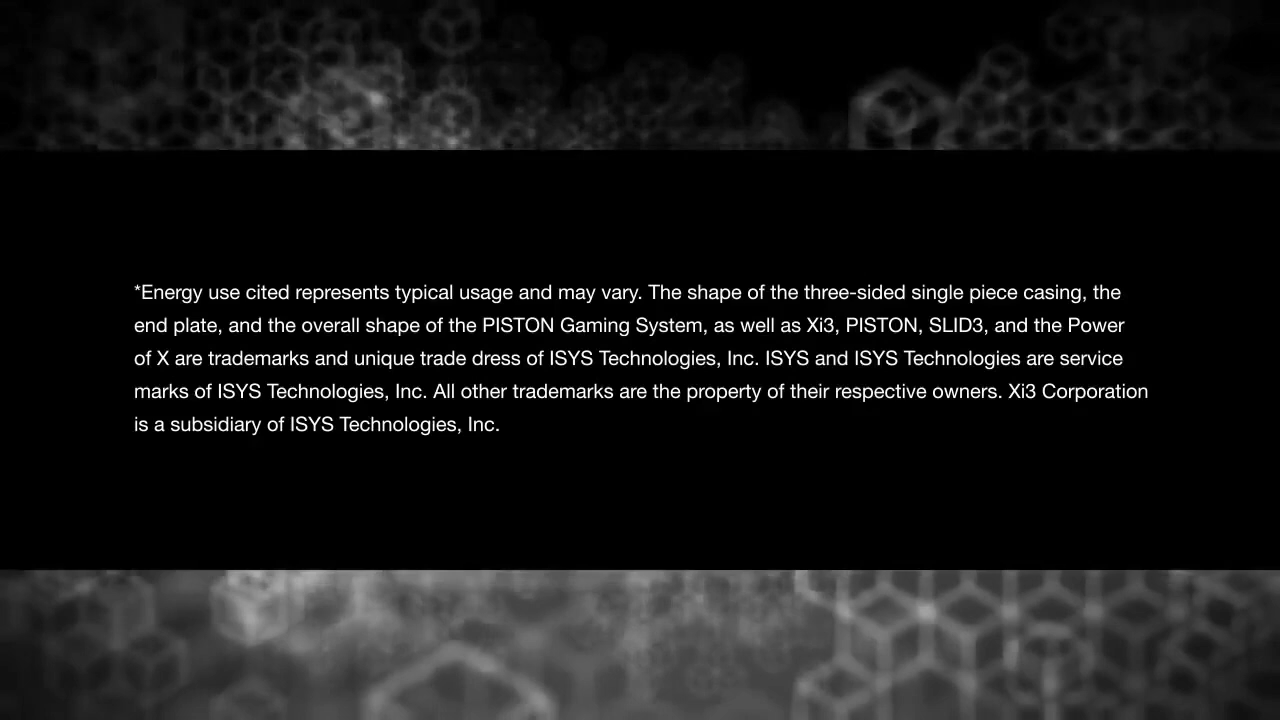 *Energy use cited represents typical usage and may vary. The shape of the three-sided single piece casing, the
end plate, and the overall shape of the PISTON Gaming System, as well as Xi3, PISTON, SLID3, and the Power
of X are trademarks and unique trade dress of ISYS Technologies, Inc. ISYS and ISYS Technologies are service
marks of ISYS Technologies, Inc. All other trademarks are the property of their respective owners. Xi3 Corporation
is a subsidiary of ISYS Technologies, Inc.